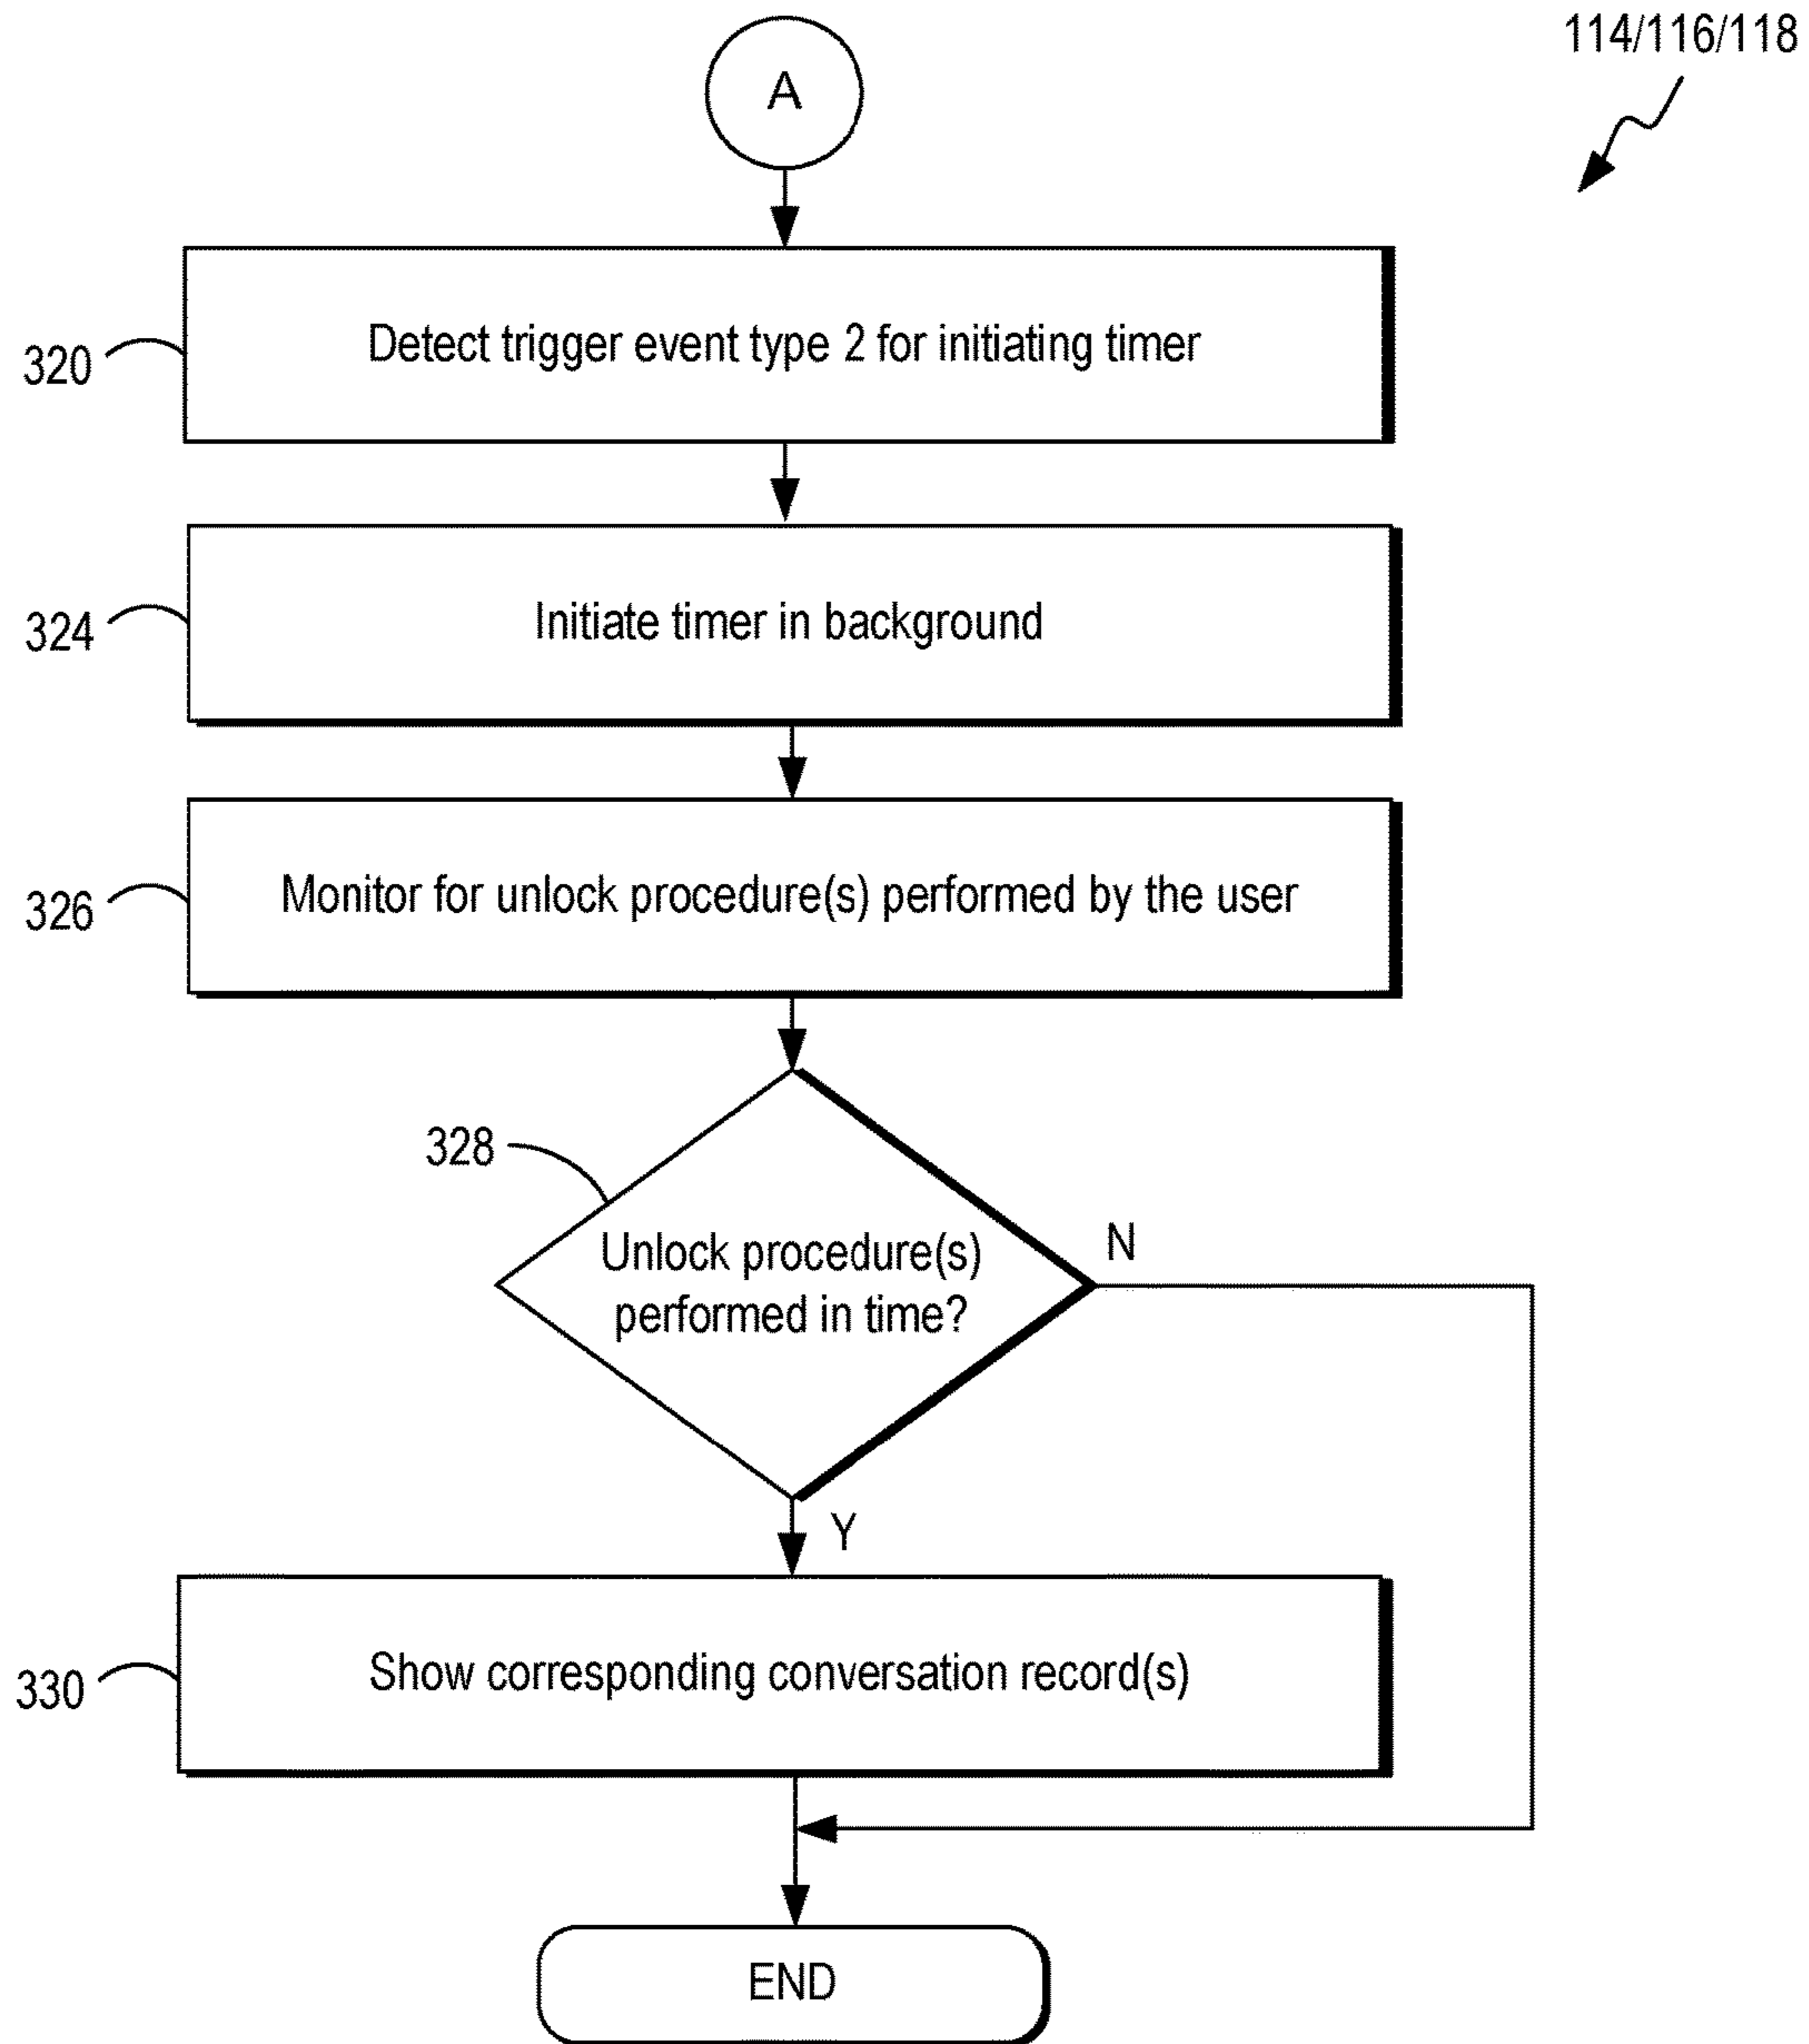 114/116/118
A
320
Detect trigger event type 2 for initiating timer
324
Initiate timer in background
326
Monitor for unlock procedure(s) performed by the user
328
Unlock procedure(s)
performed in time?
N
Y
330
Show corresponding conversation record(s)
END